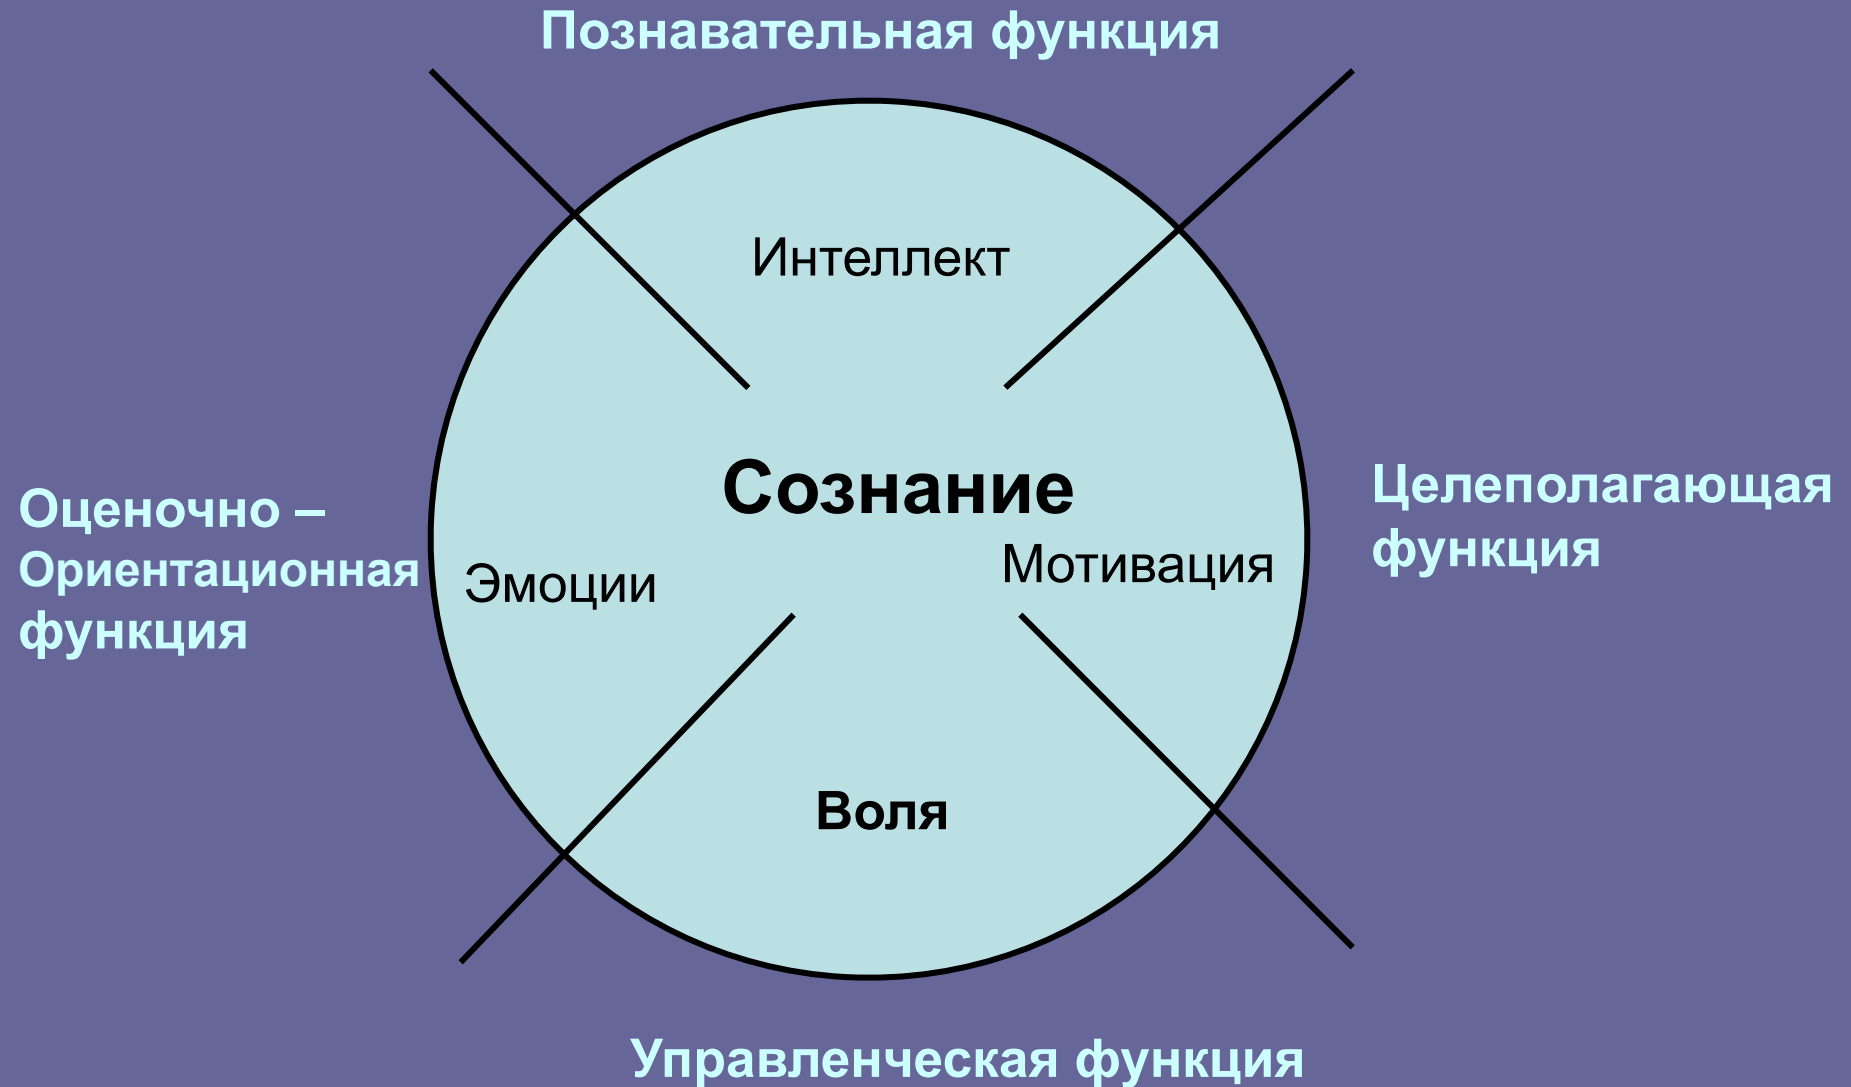 Познавательная функция
Интеллект
Сознание
Оценочно –
Ориентационная
функция
Эмоции
Мотивация
Целеполагающая
функция
Воля
Управленческая функция